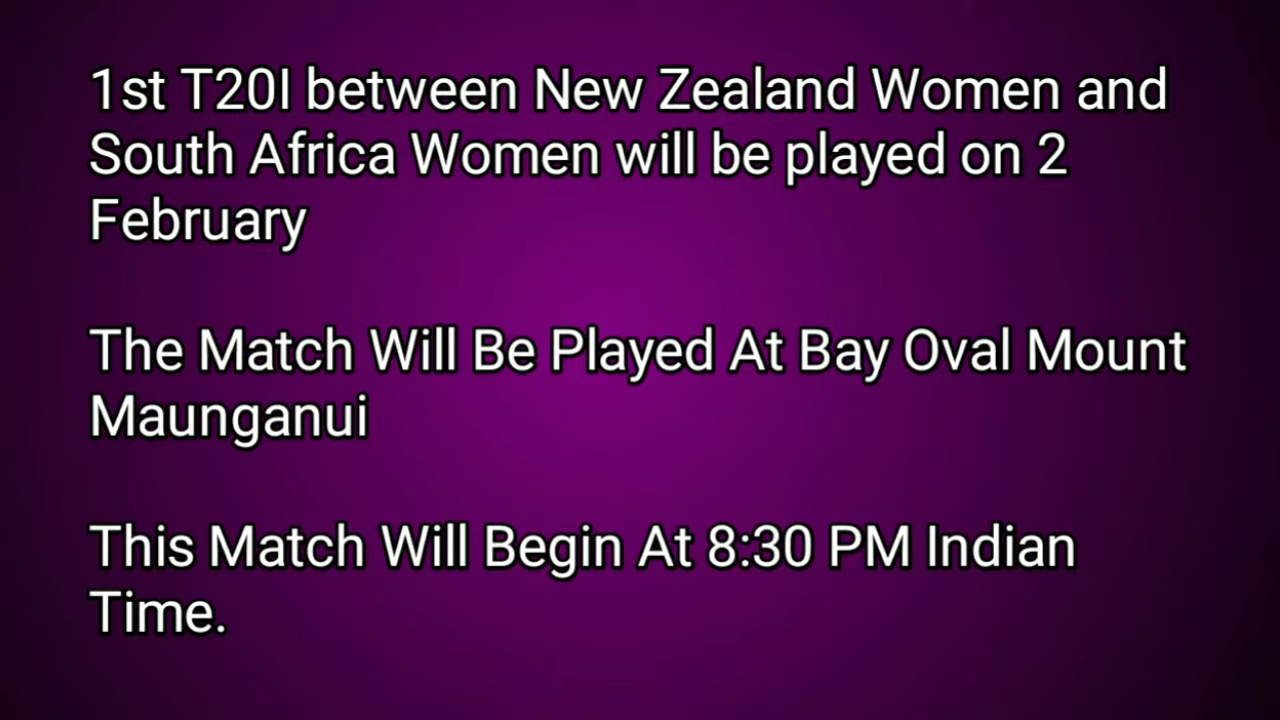 1st T20I between New Zealand Women and
South Africa Women will be played on 2
February
The Match Will Be Played At Bay Oval Mount
Maunganui
This Match Will Begin At 8:30 PM Indian
Time.